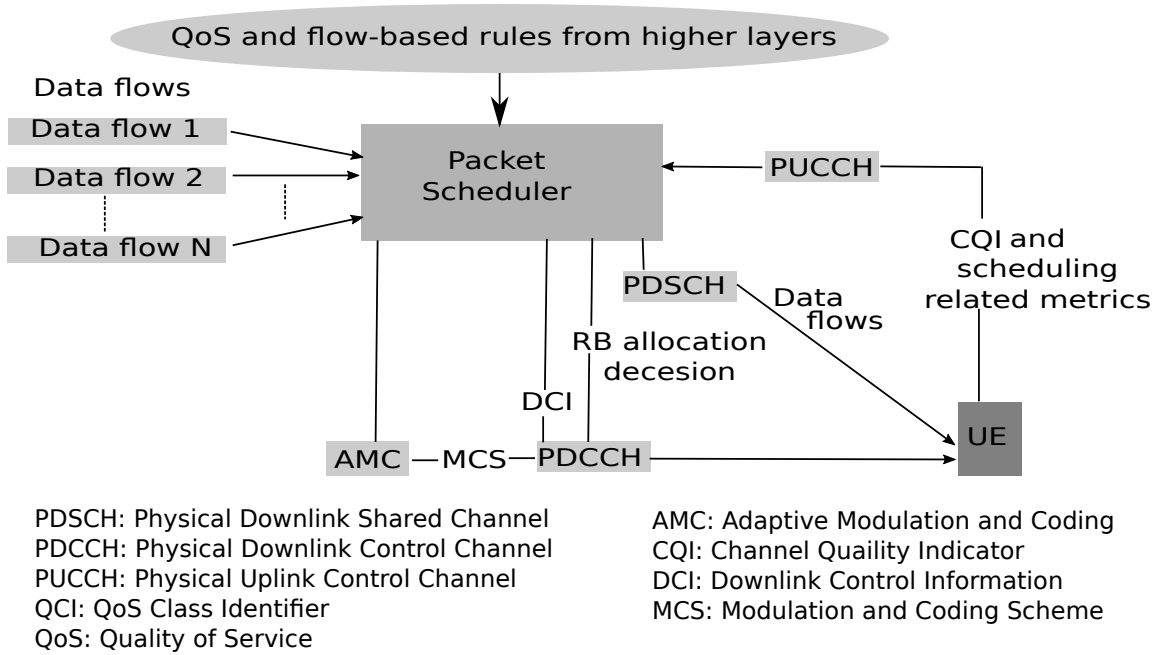 QoS and flow-based rules from higher layers
Data flows
Data flow 1
Data flow 2
Data flow N
Packet
Scheduler
PUCCH
CQI and
scheduling
related metrics
PDSCH
Data
flows
RB allocation
decesion
DCI
AMC
MCS
PDCCH
UE
PDSCH: Physical Downlink Shared Channel
PDCCH: Physical Downlink Control Channel
PUCCH: Physical Uplink Control Channel
QCI: QoS Class Identifier
QoS: Quality of Service
AMC: Adaptive Modulation and Coding
CQI: Channel Quaility Indicator
DCI: Downlink Control Information
MCS: Modulation and Coding Scheme